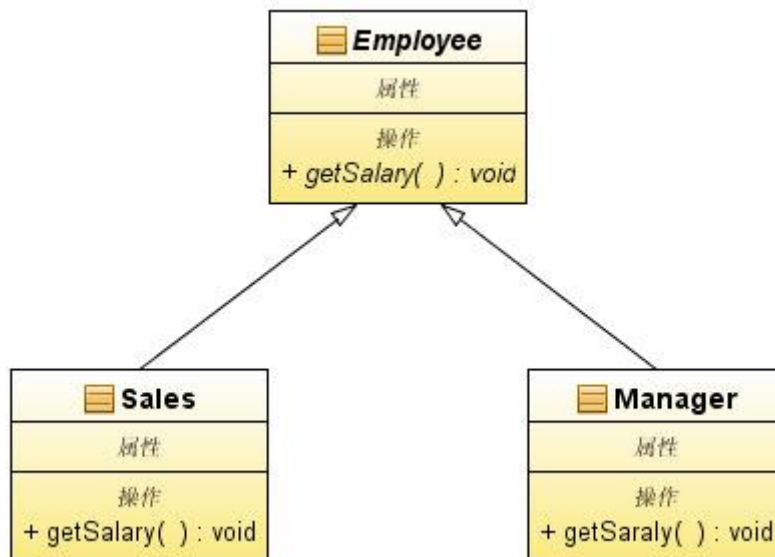 Employee
属性
操作
+ getSalary( ) : void
Sales
属性
操作
+ getSalary( ) : void
Manager
属性
操作
+ getSaraly( ) : void